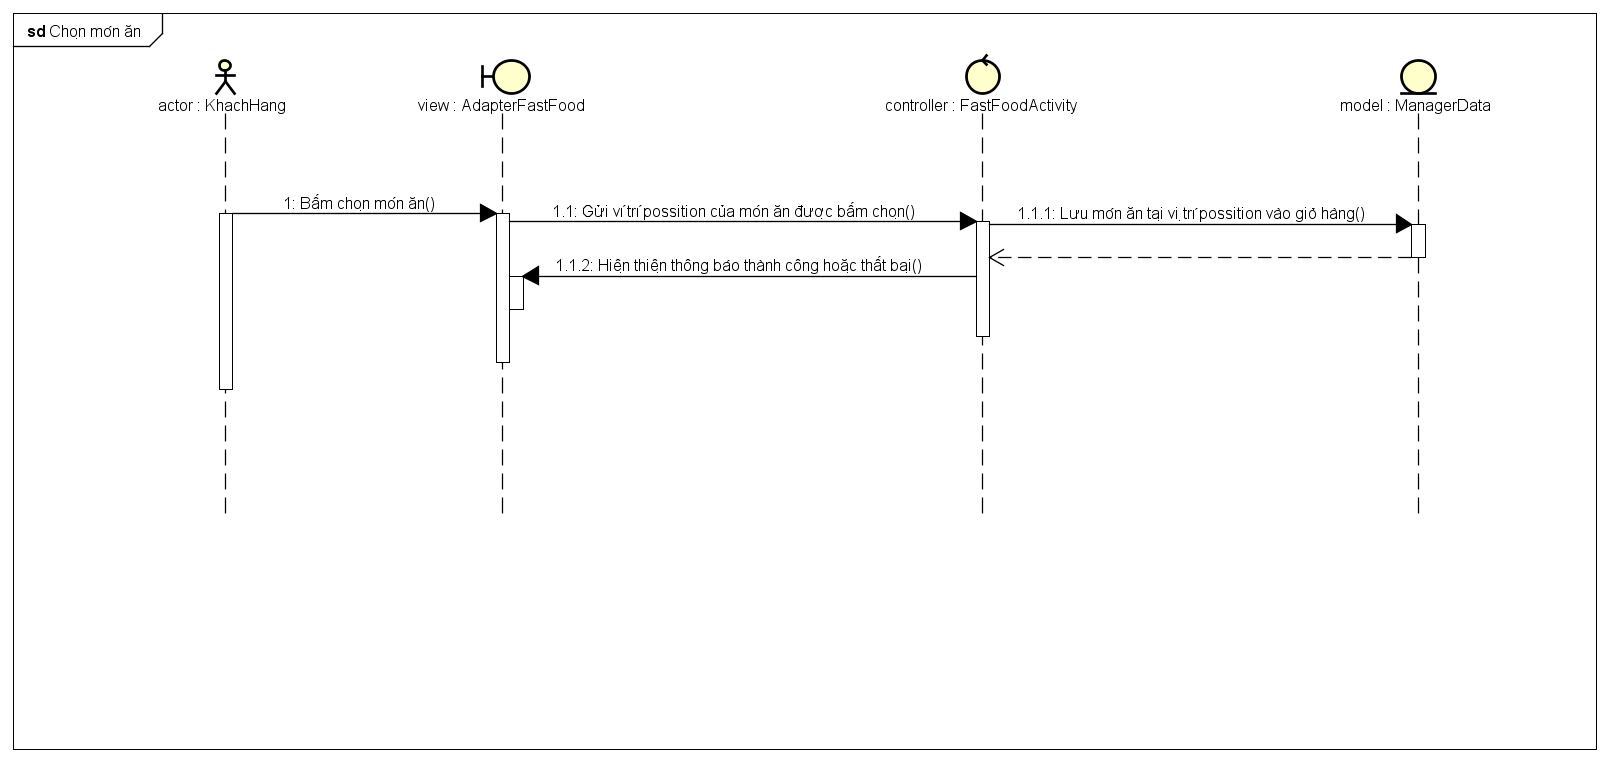 sd Chọn món ăn
actor : KhachHang
view : AdapterFastFood
controller : FastFoodActivity
model : ManagerData
1: Bấm chọn món ăn()
1.1: Gửi ví trí possition của món ăn được bấm chọn()
1.1.1: Lưu món ăn tại vị trí possition vào giỏ hàng()
1.1.2: Hiện thiện thông báo thành công hoặc thất bại()